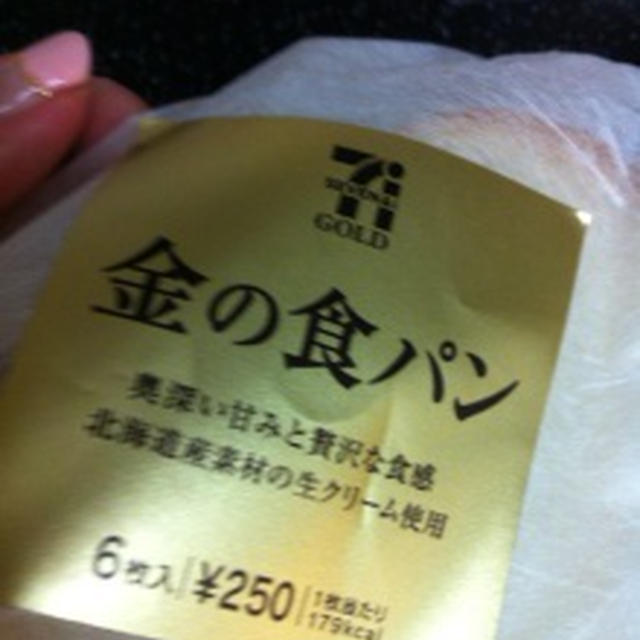 SEVEN&i
GOLD
金の食パン
奥深い甘みと贅沢な食感
北海道産素材の生クリーム使用
6枚入 ¥250 1枚当たり
179kcal